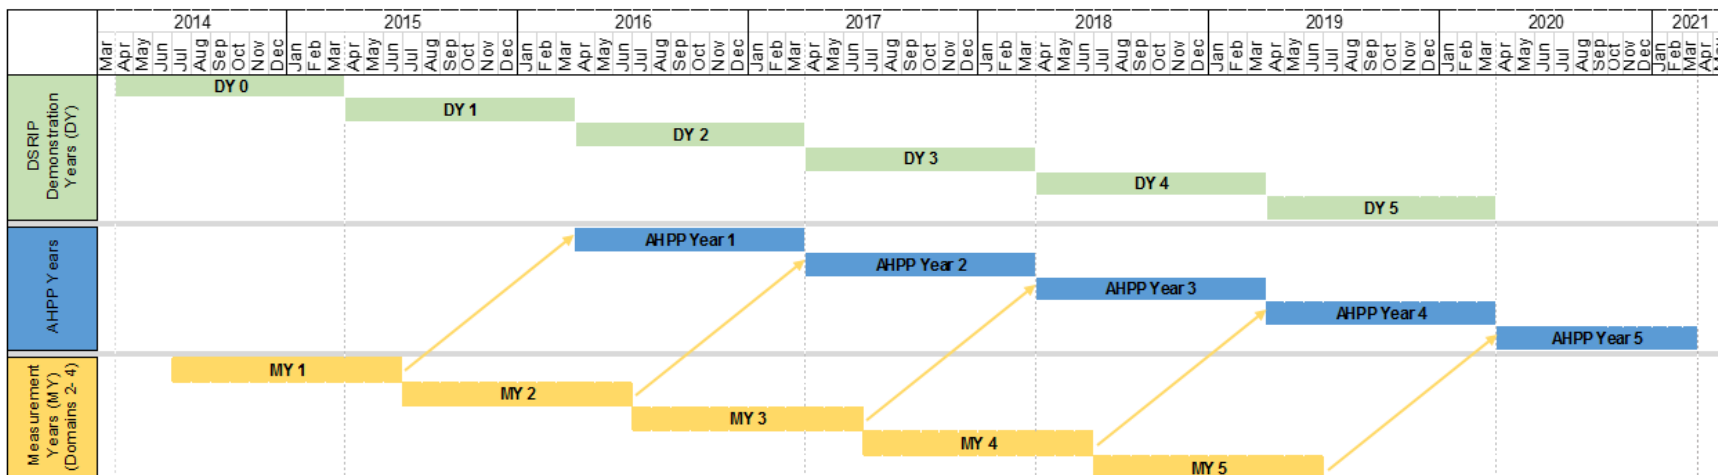 2014 2015 2016 2017 2018 2019 2020 2021
Mar Apr May Jun Jul Aug Sep Oct Nov Dec Jan Feb Mar Apr May Jun Jul Aug Sep Oct Nov Dec Jan Feb Mar Apr May Jun Jul Aug Sep Oct Nov Dec Jan Feb Mar Apr May Jun Jul Aug Sep Oct Nov Dec Jan Feb Mar Apr May Jun Jul Aug Sep Oct Nov Dec Jan Feb Mar Apr May Jun Jul Aug Sep Oct Nov Dec Jan Feb Mar Apr May Jun Jul Aug Sep Oct Nov Dec Jan Feb Mar Apr
DSRIP
Demonstration
Years (DY)
DY 0
DY 1
DY 2
DY 3
DY 4
DY 5
AHPP Years
AHPP Year 1
AHPP Year 2
AHPP Year 3
AHPP Year 4
AHPP Year 5
Measurement
Years (MY)
(Domains 2- 4)
MY 1
MY 2
MY 3
MY 4
MY 5